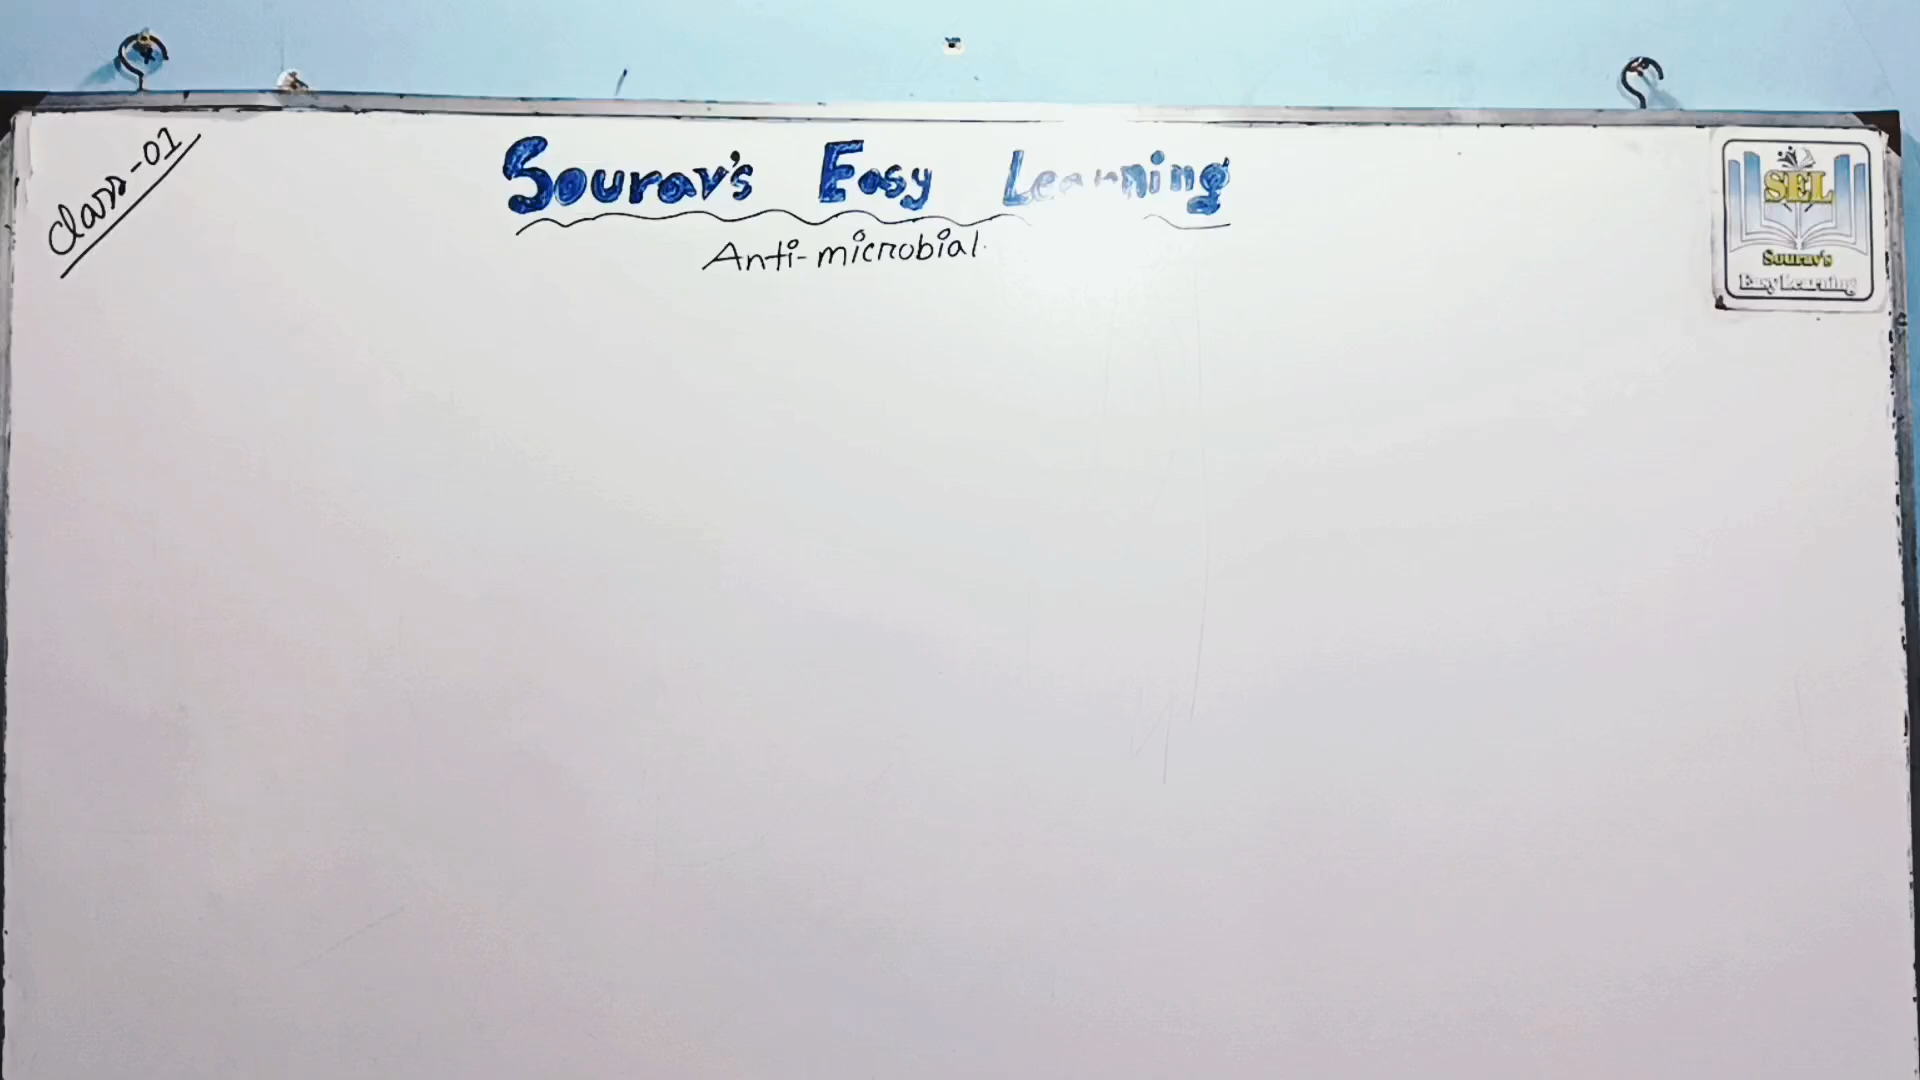 Class-01
Sourav's Easy Learning
Anti-microbial.
SEL
Sourav's
Easy Learning